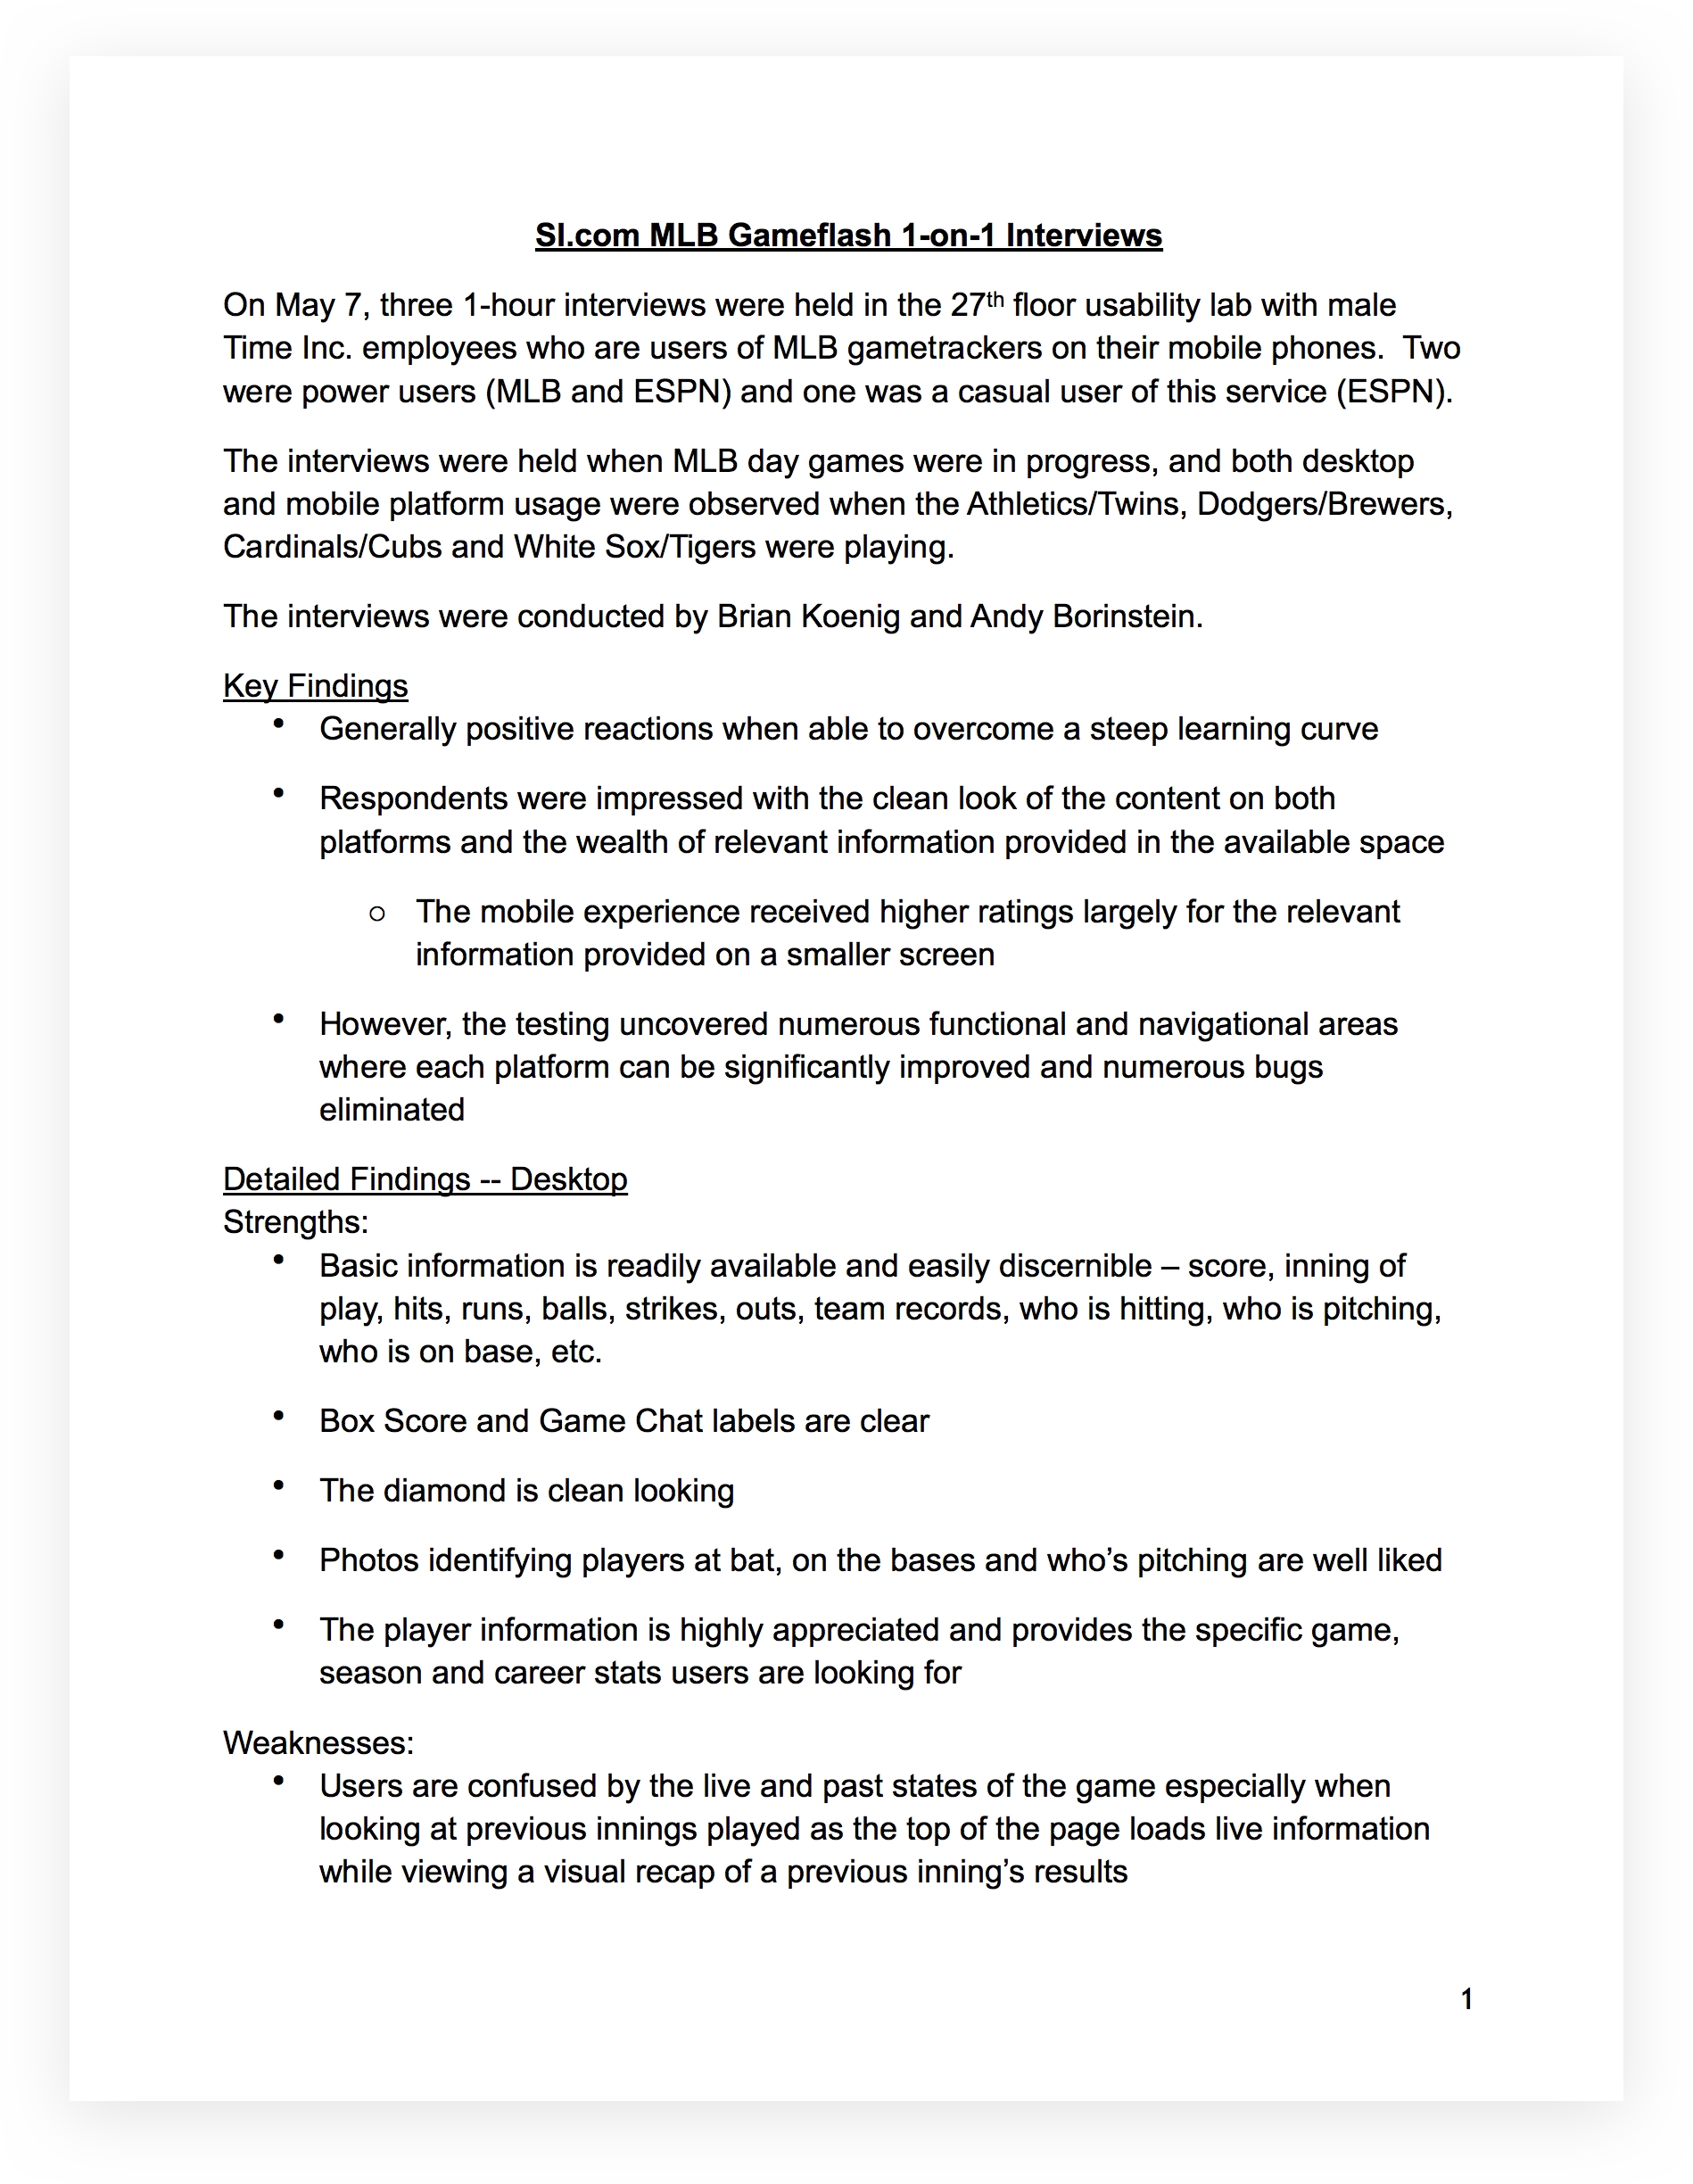 SI.com MLB Gameflash 1-on-1 Interviews
On May 7, three 1-hour interviews were held in the 27th floor usability lab with male
Time Inc. employees who are users of MLB gametrackers on their mobile phones.  Two
were power users (MLB and ESPN) and one was a casual user of this service (ESPN).
The interviews were held when MLB day games were in progress, and both desktop
and mobile platform usage were observed when the Athletics/Twins, Dodgers/Brewers,
Cardinals/Cubs and White Sox/Tigers were playing.
The interviews were conducted by Brian Koenig and Andy Borinstein.
Key Findings
• Generally positive reactions when able to overcome a steep learning curve
• Respondents were impressed with the clean look of the content on both
platforms and the wealth of relevant information provided in the available space
○ The mobile experience received higher ratings largely for the relevant
information provided on a smaller screen
• However, the testing uncovered numerous functional and navigational areas
where each platform can be significantly improved and numerous bugs
eliminated
Detailed Findings -- Desktop
Strengths:
• Basic information is readily available and easily discernible – score, inning of
play, hits, runs, balls, strikes, outs, team records, who is hitting, who is pitching,
who is on base, etc.
• Box Score and Game Chat labels are clear
• The diamond is clean looking
• Photos identifying players at bat, on the bases and who’s pitching are well liked
• The player information is highly appreciated and provides the specific game,
season and career stats users are looking for
Weaknesses:
• Users are confused by the live and past states of the game especially when
looking at previous innings played as the top of the page loads live information
while viewing a visual recap of a previous inning’s results
1